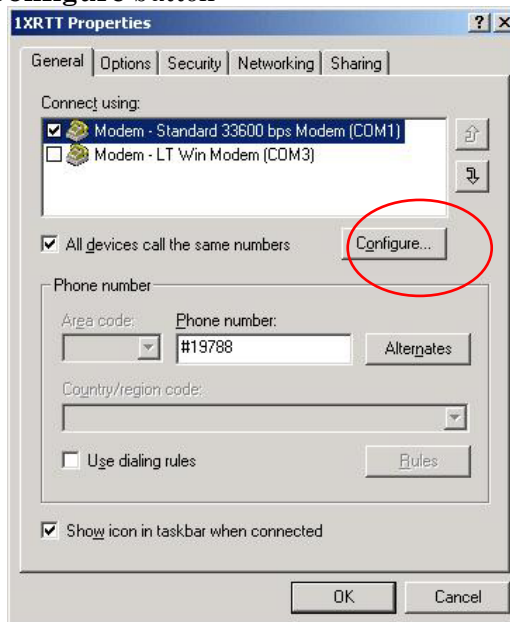 Configure button
1XRTT Properties
General Options Security Networking Sharing
Connect using:
Modem - Standard 33600 bps Modem (COM1)
Modem - LT Win Modem (COM3)
All devices call the same numbers Configure...
Phone number
Area code: Phone number:
#19788 Alternates
Country/region code:
Use dialing rules Rules
Show icon in taskbar when connected
OK Cancel